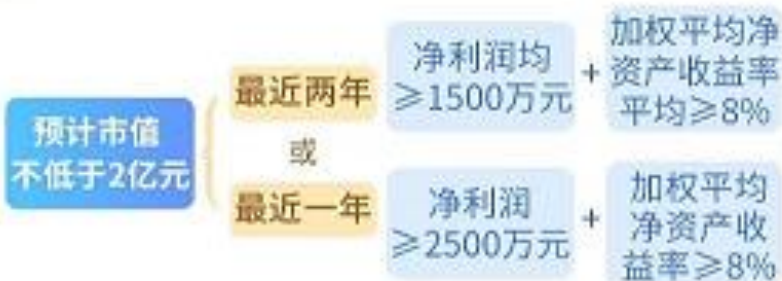 预计市值
不低于2亿元
最近两年
净利润均
≥1500万元
+
加权平均净
资产收益率
平均≥8%
或
最近一年
净利润
≥2500万元
+
加权平均
净资产收
益率≥8%